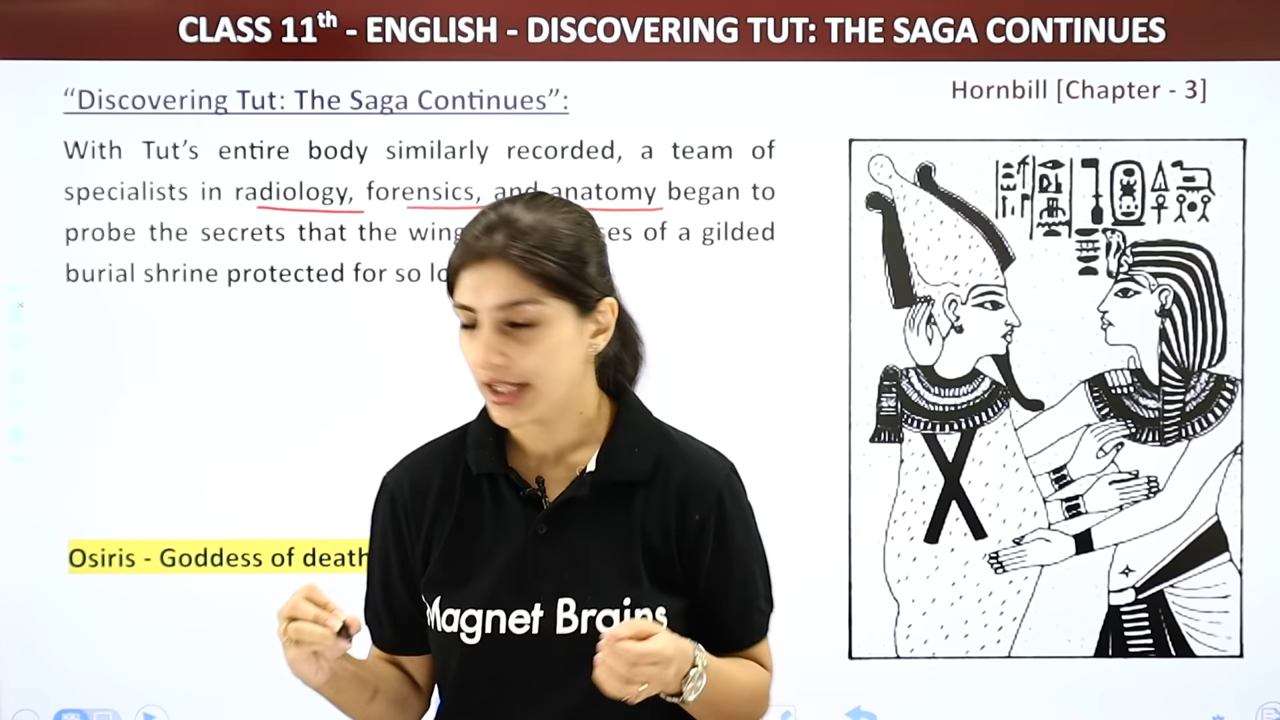 CLASS 11th - ENGLISH - DISCOVERING TUT: THE SAGA CONTINUES
“Discovering Tut: The Saga Continues”:
Hornbill [Chapter - 3]
With Tut’s entire body similarly recorded, a team of
specialists in radiology, forensics, and anatomy began to
probe the secrets that the of a gilded
burial shrine protected for so
Osiris - Goddess of death
Magnet Brains